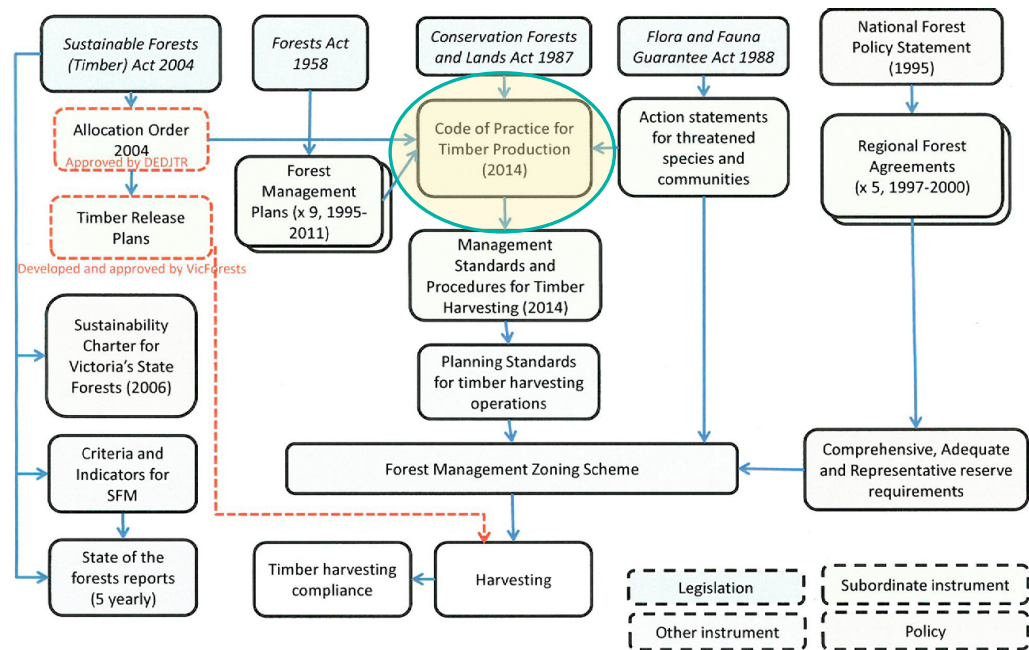 Sustainable Forests
(Timber) Act 2004
Forests Act
1958
Conservation Forests
and Lands Act 1987
Flora and Fauna
Guarantee Act 1988
National Forest
Policy Statement
(1995)
Allocation Order
2004
Approved by DEDJTR
Code of Practice for
Timber Production
(2014)
Action statements
for threatened
species and
communities
Regional Forest
Agreements
(x 5, 1997-2000)
Forest
Management
Plans (x 9, 1995-
2011)
Timber Release
Plans
Developed and approved by VicForests
Management
Standards and
Procedures for Timber
Harvesting (2014)
Sustainability
Charter for
Victoria's State
Forests (2006)
Planning Standards
for timber harvesting
operations
Criteria and
Indicators for
SFM
Forest Management Zoning Scheme
Comprehensive, Adequate
and Representative reserve
requirements
State of the
forests reports
(5 yearly)
Timber harvesting
compliance
Harvesting
Legislation
Subordinate instrument
Other instrument
Policy